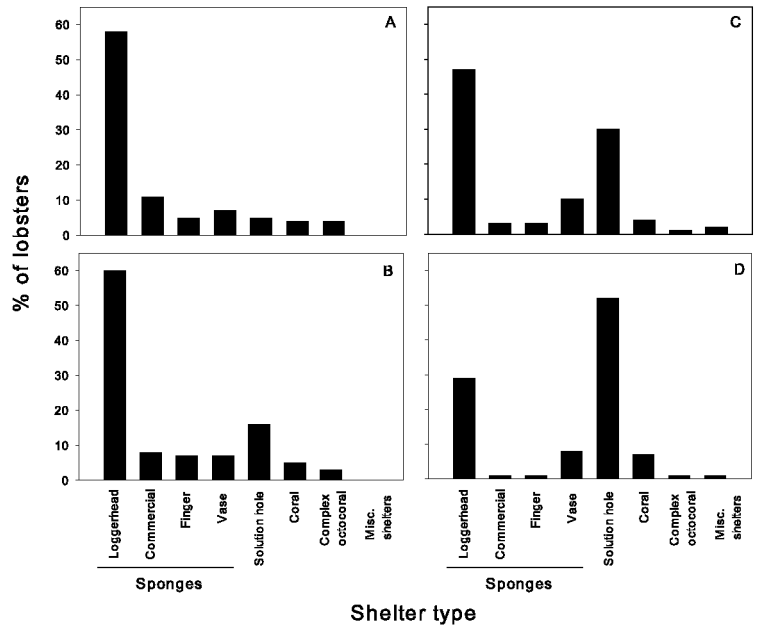 A
60
50
40
30
20
10
0
C
B
60
50
40
30
20
10
0
D
% of lobsters
Loggerhead
Commercial
Finger
Vase
Solution hole
Coral
Complex
octocoral
Misc.
shelters
Sponges
Loggerhead
Commercial
Finger
Vase
Solution hole
Coral
Complex
octocoral
Misc.
shelters
Sponges
Shelter type